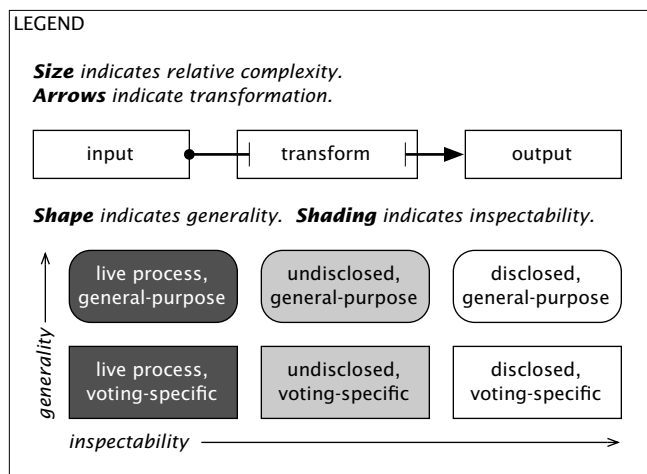 LEGEND
Size indicates relative complexity.
Arrows indicate transformation.
input transform output
Shape indicates generality. Shading indicates inspectability.
live process,
general-purpose
undisclosed,
general-purpose
disclosed,
general-purpose
live process,
voting-specific
undisclosed,
voting-specific
disclosed,
voting-specific
generality
inspectability